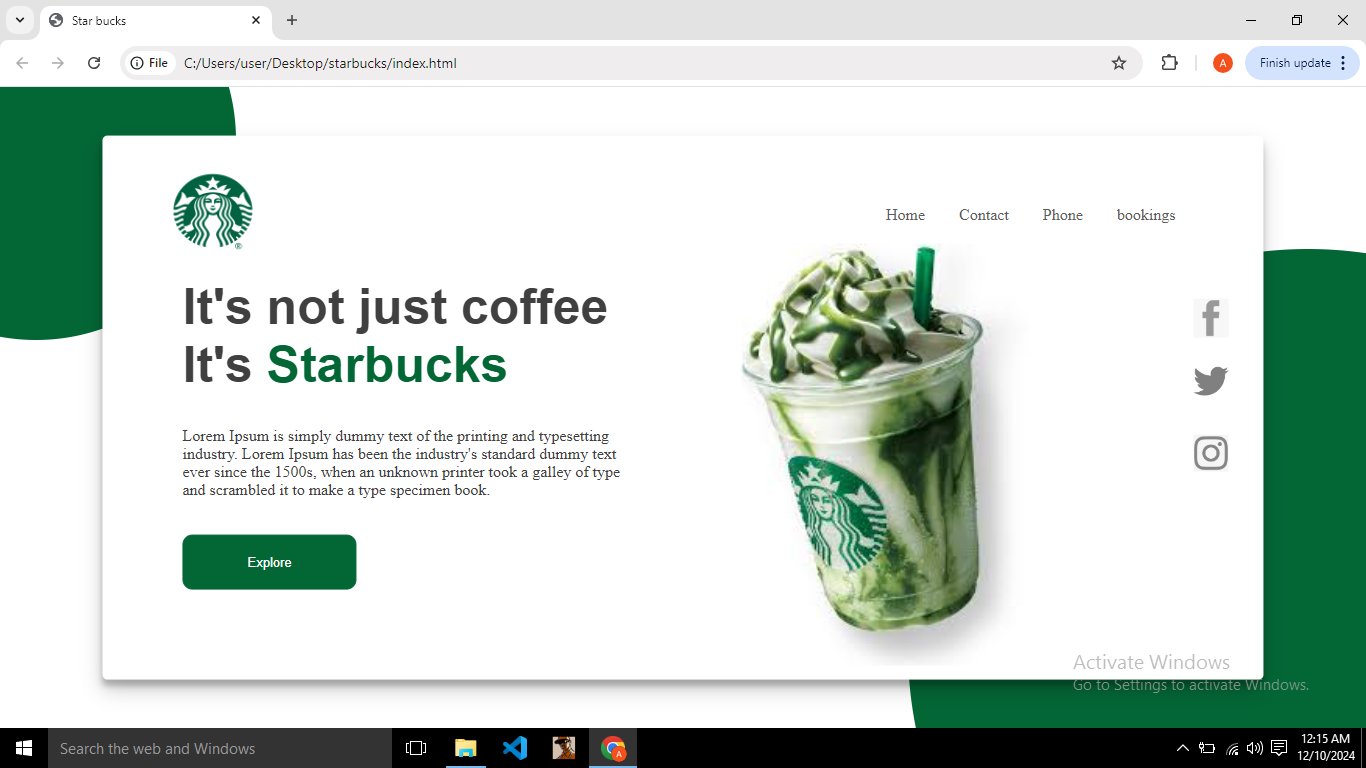 Star bucks
File
C:/Users/user/Desktop/starbucks/index.html
A
Finish update
Home
Contact
Phone
bookings
It's not just coffee
It's Starbucks
Lorem Ipsum is simply dummy text of the printing and typesetting
industry. Lorem Ipsum has been the industry's standard dummy text
ever since the 1500s, when an unknown printer took a galley of type
and scrambled it to make a type specimen book.
Explore
Activate Windows
Go to Settings to activate Windows.
Search the web and Windows
A
12:15 AM
12/10/2024